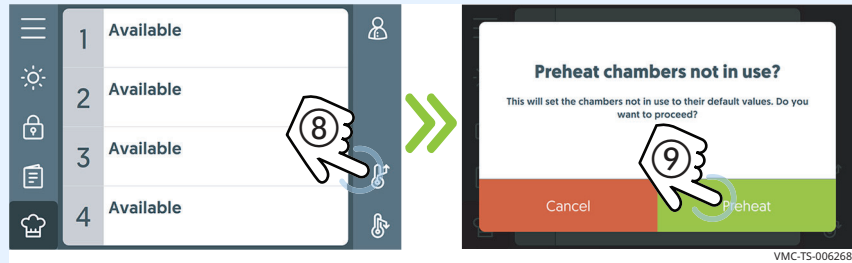 1 Available
2 Available
3 Available
4 Available
8
Preheat chambers not in use?
This will set the chambers not in use to their default values. Do you
want to proceed?
9
Cancel
Preheat
VMC-TS-006268